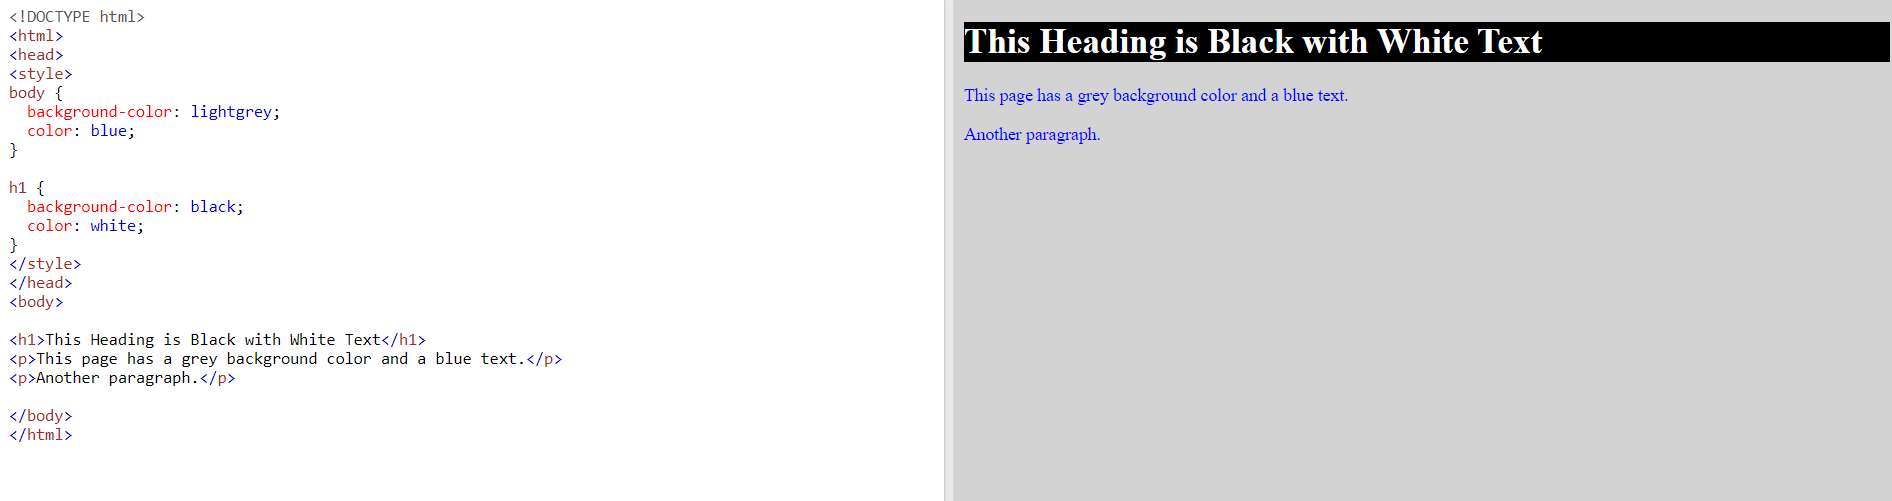 <!DOCTYPE html>
<html>
<head>
<style>
body {
  background-color: lightgrey;
  color: blue;
}

h1 {
  background-color: black;
  color: white;
}
</style>
</head>
<body>

<h1>This Heading is Black with White Text</h1>
<p>This page has a grey background color and a blue text.</p>
<p>Another paragraph.</p>

</body>
</html>

This Heading is Black with White Text
This page has a grey background color and a blue text.
Another paragraph.